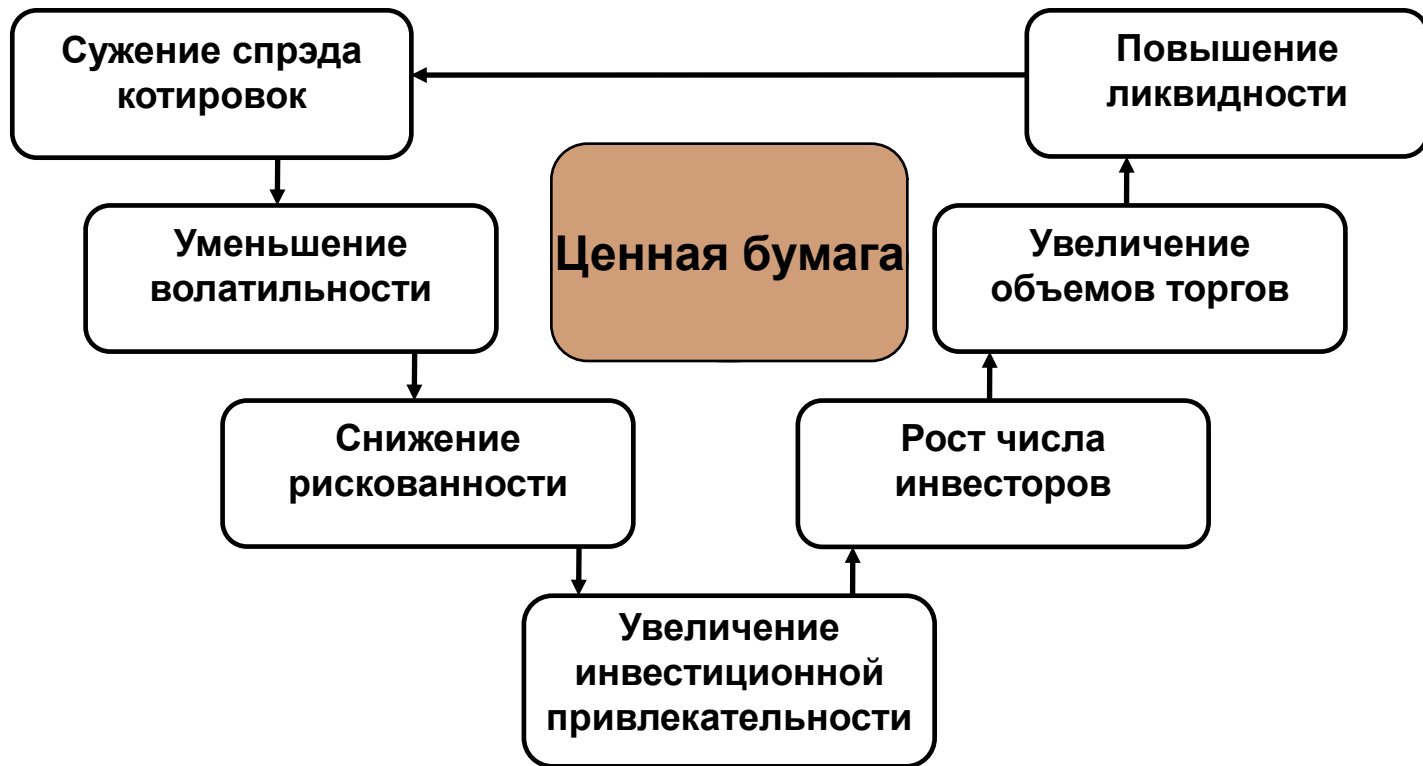 Сужение спрэда
котировок
Повышение
ликвидности
Ценная бумага
Уменьшение
волатильности
Увеличение
объемов торгов
Снижение
рискованности
Рост числа
инвесторов
Увеличение
инвестиционной
привлекательности